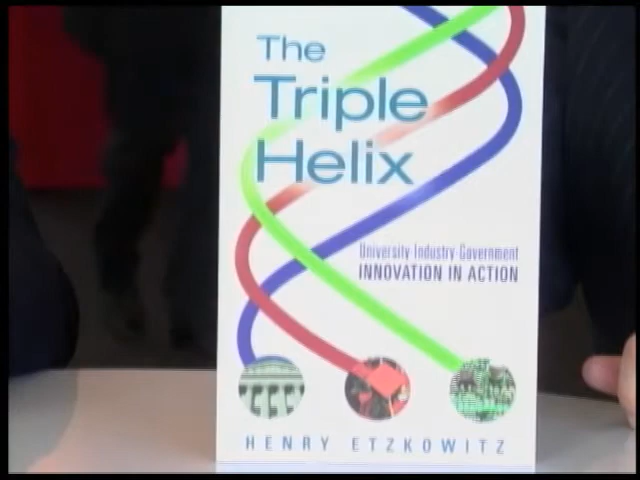 The
Triple
Helix
University-Industry-Government
INNOVATION IN ACTION
HENRY ETZKOWITZ